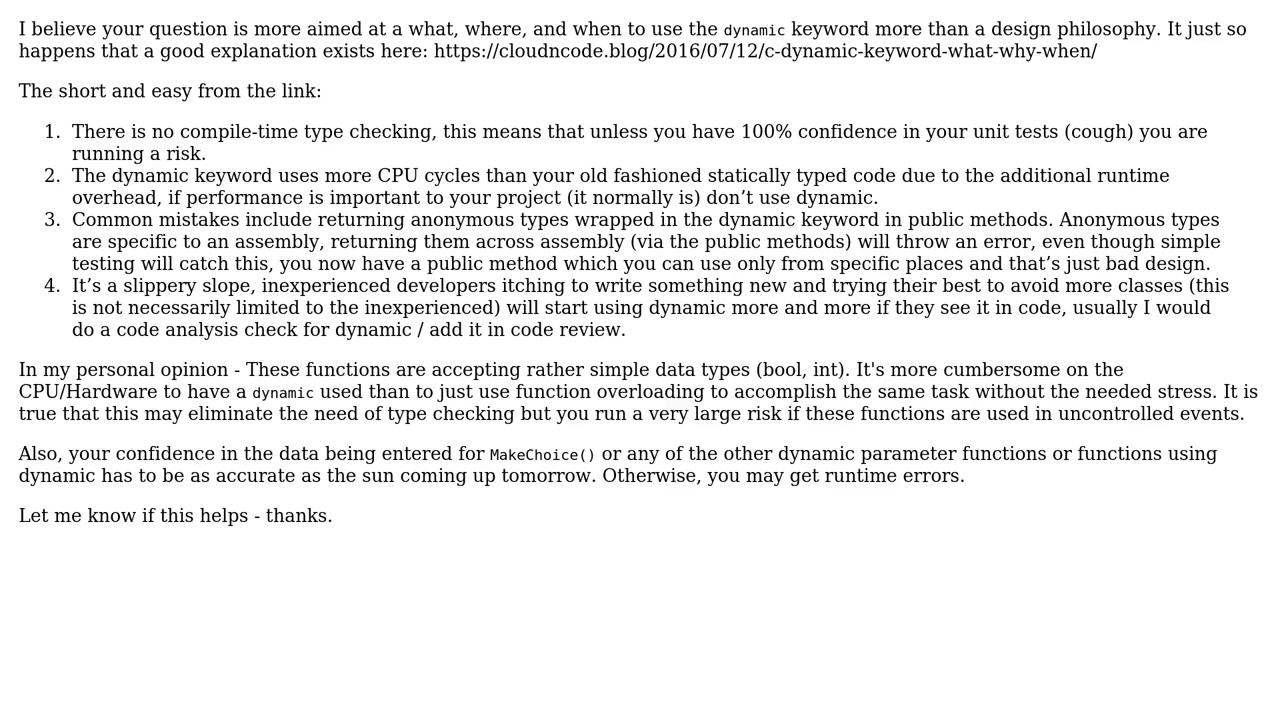 I believe your question is more aimed at a what, where, and when to use the dynamic keyword more than a design philosophy. It just so
happens that a good explanation exists here: https://cloudncode.blog/2016/07/12/c-dynamic-keyword-what-why-when/
The short and easy from the link:
1. There is no compile-time type checking, this means that unless you have 100% confidence in your unit tests (cough) you are
running a risk.
2. The dynamic keyword uses more CPU cycles than your old fashioned statically typed code due to the additional runtime
overhead, if performance is important to your project (it normally is) don’t use dynamic.
3. Common mistakes include returning anonymous types wrapped in the dynamic keyword in public methods. Anonymous types
are specific to an assembly, returning them across assembly (via the public methods) will throw an error, even though simple
testing will catch this, you now have a public method which you can use only from specific places and that’s just bad design.
4. It’s a slippery slope, inexperienced developers itching to write something new and trying their best to avoid more classes (this
is not necessarily limited to the inexperienced) will start using dynamic more and more if they see it in code, usually I would
do a code analysis check for dynamic / add it in code review.
In my personal opinion - These functions are accepting rather simple data types (bool, int). It's more cumbersome on the
CPU/Hardware to have a dynamic used than to just use function overloading to accomplish the same task without the needed stress. It is
true that this may eliminate the need of type checking but you run a very large risk if these functions are used in uncontrolled events.
Also, your confidence in the data being entered for MakeChoice() or any of the other dynamic parameter functions or functions using
dynamic has to be as accurate as the sun coming up tomorrow. Otherwise, you may get runtime errors.
Let me know if this helps - thanks.